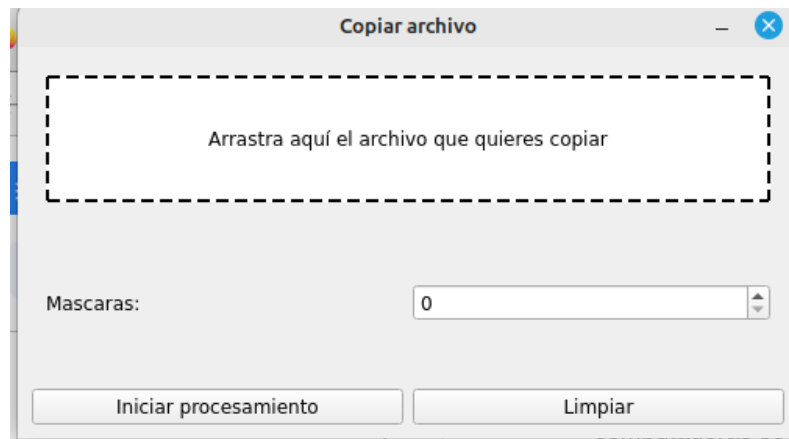 Copiar archivo
Arrastra aquí el archivo que quieres copiar
Mascaras:
0
Iniciar procesamiento
Limpiar